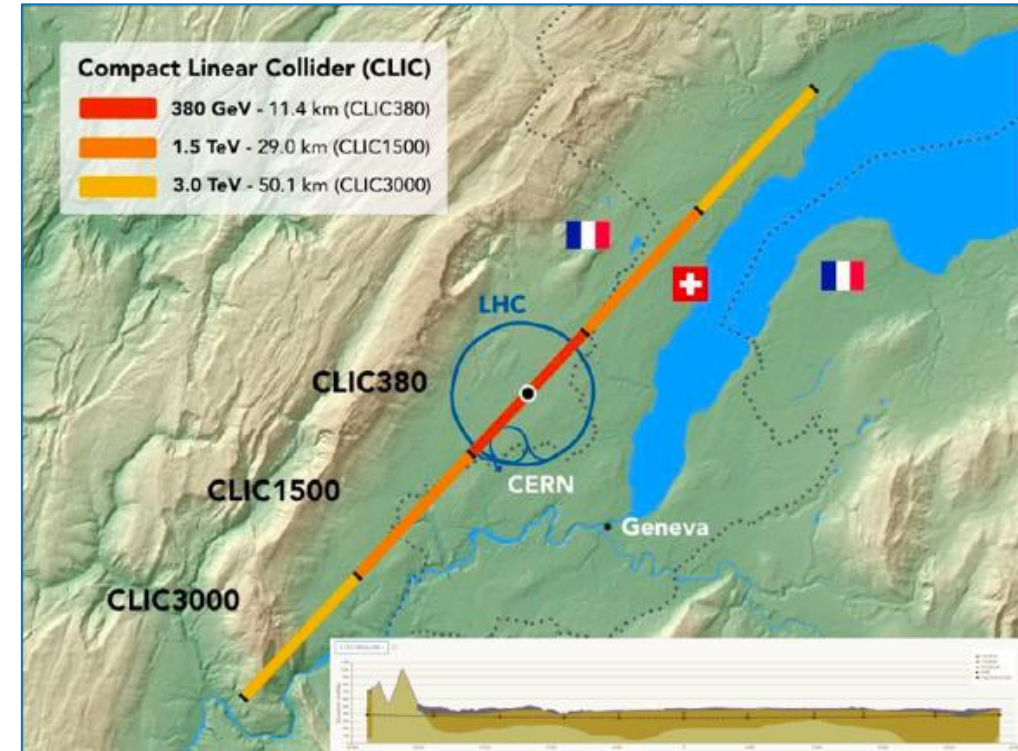 Compact Linear Collider (CLIC)
380 GeV - 11.4 km (CLIC380)
1.5 TeV - 29.0 km (CLIC1500)
3.0 TeV - 50.1 km (CLIC3000)
LHC
CLIC380
CLIC1500
CERN
Geneva
CLIC3000